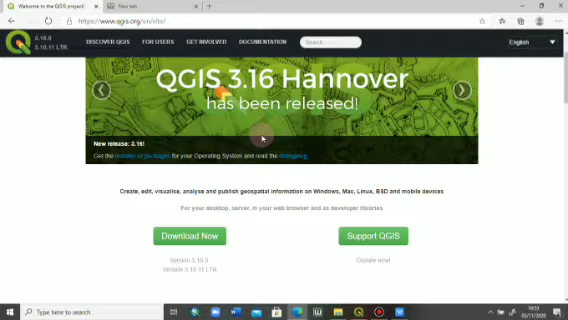 Welcome to the QGIS project!
New tab
https://www.qgis.org/en/site/
3.16.0
3.10.11 LTR
DISCOVER QGIS
FOR USERS
GET INVOLVED
DOCUMENTATION
Search
English
QGIS 3.16 Hannover
has been released!
New release: 3.16!
Get the installer or packages for your Operating System and read the changelog.
Create, edit, visualise, analyse and publish geospatial information on Windows, Mac, Linux, BSD and mobile devices
For your desktop, server, in your web browser and as developer libraries
Download Now
Support QGIS
Version 3.16.0
Donate now!
Version 3.10.11 LTR
Type here to search
01/11/2020